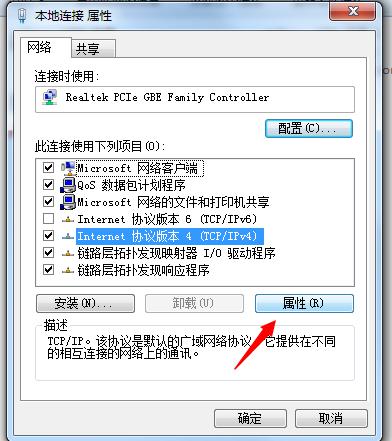 本地连接 属性
网络 共享
连接时使用：
Realtek PCIe GBE Family Controller
配置(C)...
此连接使用下列项目(O)：
Microsoft 网络客户端
QoS 数据包计划程序
Microsoft 网络的文件和打印机共享
Internet 协议版本 6 (TCP/IPv6)
Internet 协议版本 4 (TCP/IPv4)
链路层拓扑发现映射器 I/O 驱动程序
链路层拓扑发现响应程序
安装(N)... 卸载(U) 属性(R)
描述
TCP/IP。该协议是默认的广域网络协议，它提供在不同
的相互连接的网络上的通讯。
确定 取消